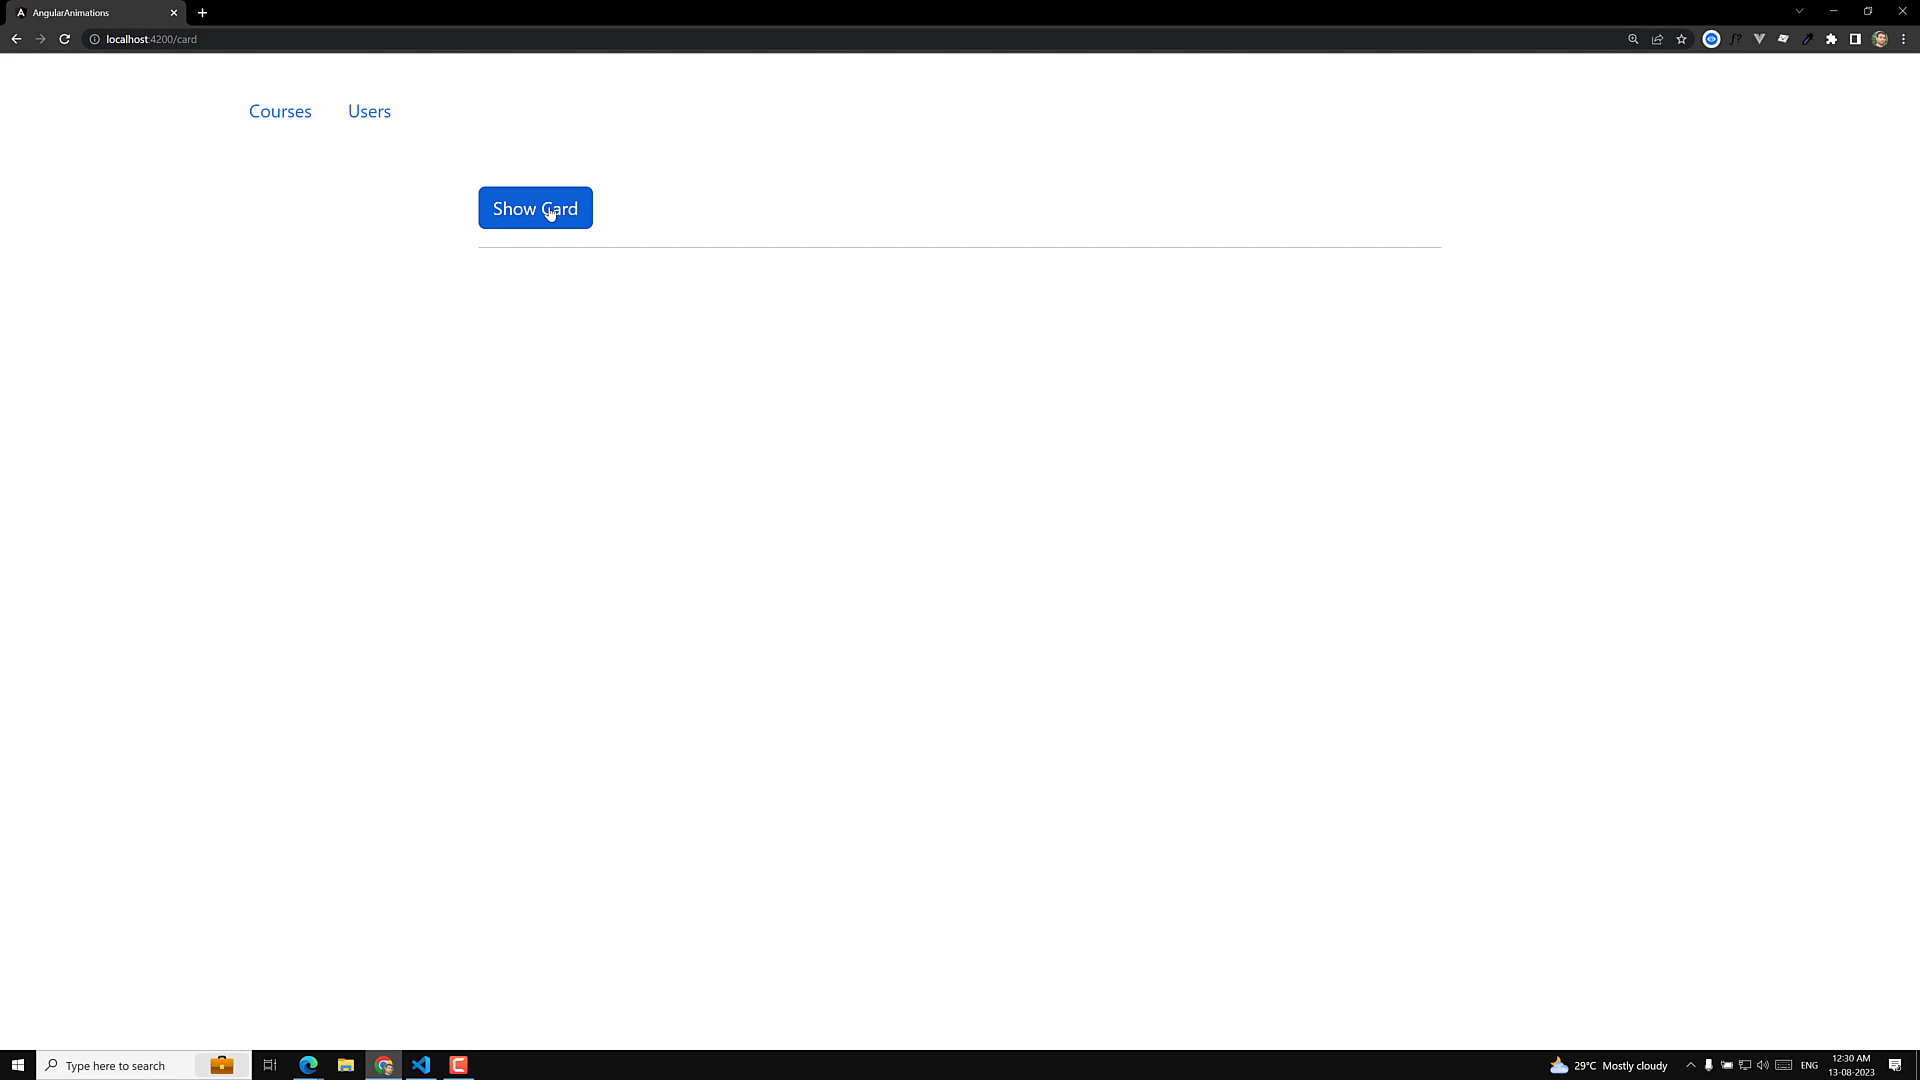 AngularAnimations
localhost:4200/card
Courses Users
Show Card
Type here to search
29°C Mostly cloudy
ENG
12:30 AM
13-08-2023